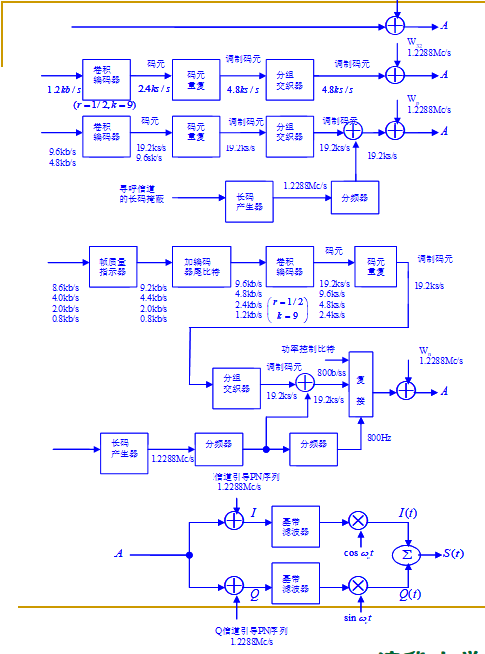 A
W32
1.2288Mc/s
卷积
编码器
码元
码元
重复
调制码元
分组
交织器
调制码元
A
1.2kb/s
2.4ks/s
4.8ks/s
4.8ks/s
(r=1/2,k=9)
1.2288Mc/s
卷积
编码器
码元
码元
重复
调制码元
分组
交织器
调制码元
A
9.6kb/s
4.8kb/s
19.2ks/s
9.6sk/s
19.2ks/s
19.2ks/s
19.2ks/s
寻呼信道
的长码掩蔽
长码
产生器
1.2288Mc/s
分频器
帧质量
指示器
加编码
器尾比特
卷积
编码器
码元
码元
重复
调制码元
8.6kb/s
4.0kb/s
2.0kb/s
0.8kb/s
9.2kb/s
4.4kb/s
2.0kb/s
0.8kb/s
9.6kb/s
4.8kb/s
2.4kb/s
1.2kb/s
(r=1/2
k=9)
19.2ks/s
9.6ks/s
4.8ks/s
2.4ks/s
19.2ks/s
功率控制比特
800b/ss
Wn
1.2288Mc/s
分组
交织器
调制码元
19.2ks/s
19.2ks/s
复
接
A
长码
产生器
1.2288Mc/s
分频器
分频器
800Hz
信道引导PN序列
1.2288Mc/s
I
基带
滤波器
I(t)
cos ωct
A
Σ
S(t)
Q
基带
滤波器
Q(t)
sin ωct
Q信道引导PN序列
1.2288Mc/s